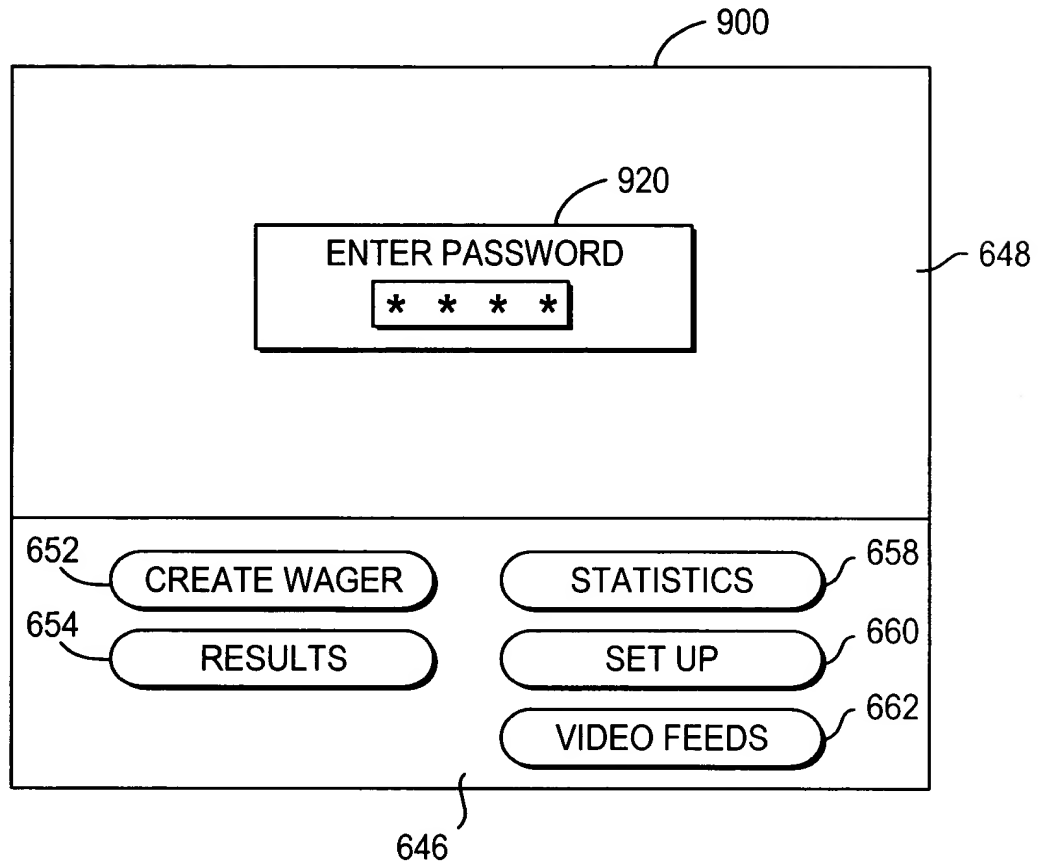 900
920
ENTER PASSWORD
648
* * * *
652
CREATE WAGER
STATISTICS
658
654
RESULTS
SET UP
660
VIDEO FEEDS
662
646